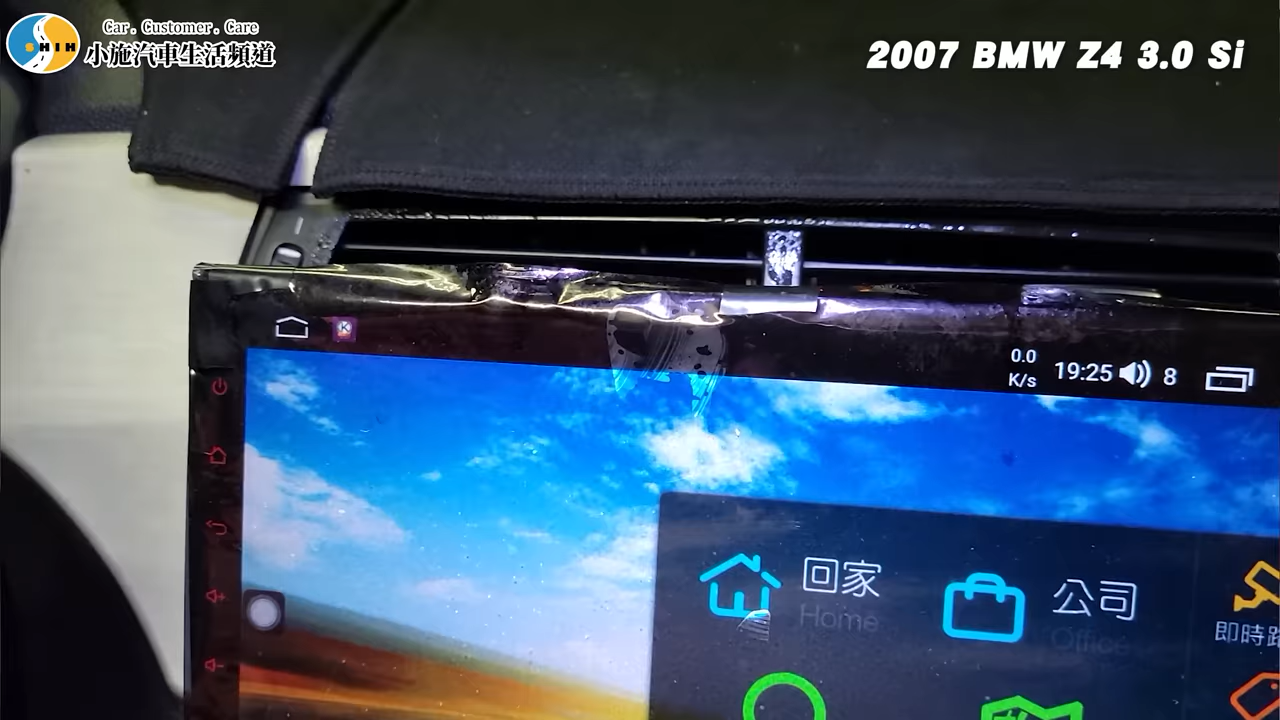 Car. Customer. Care
SHIH
小施汽車生活頻道
2007 BMW Z4 3.0 Si
0.0
K/s
19:25
8
K
回家
Home
公司
Office
即時路